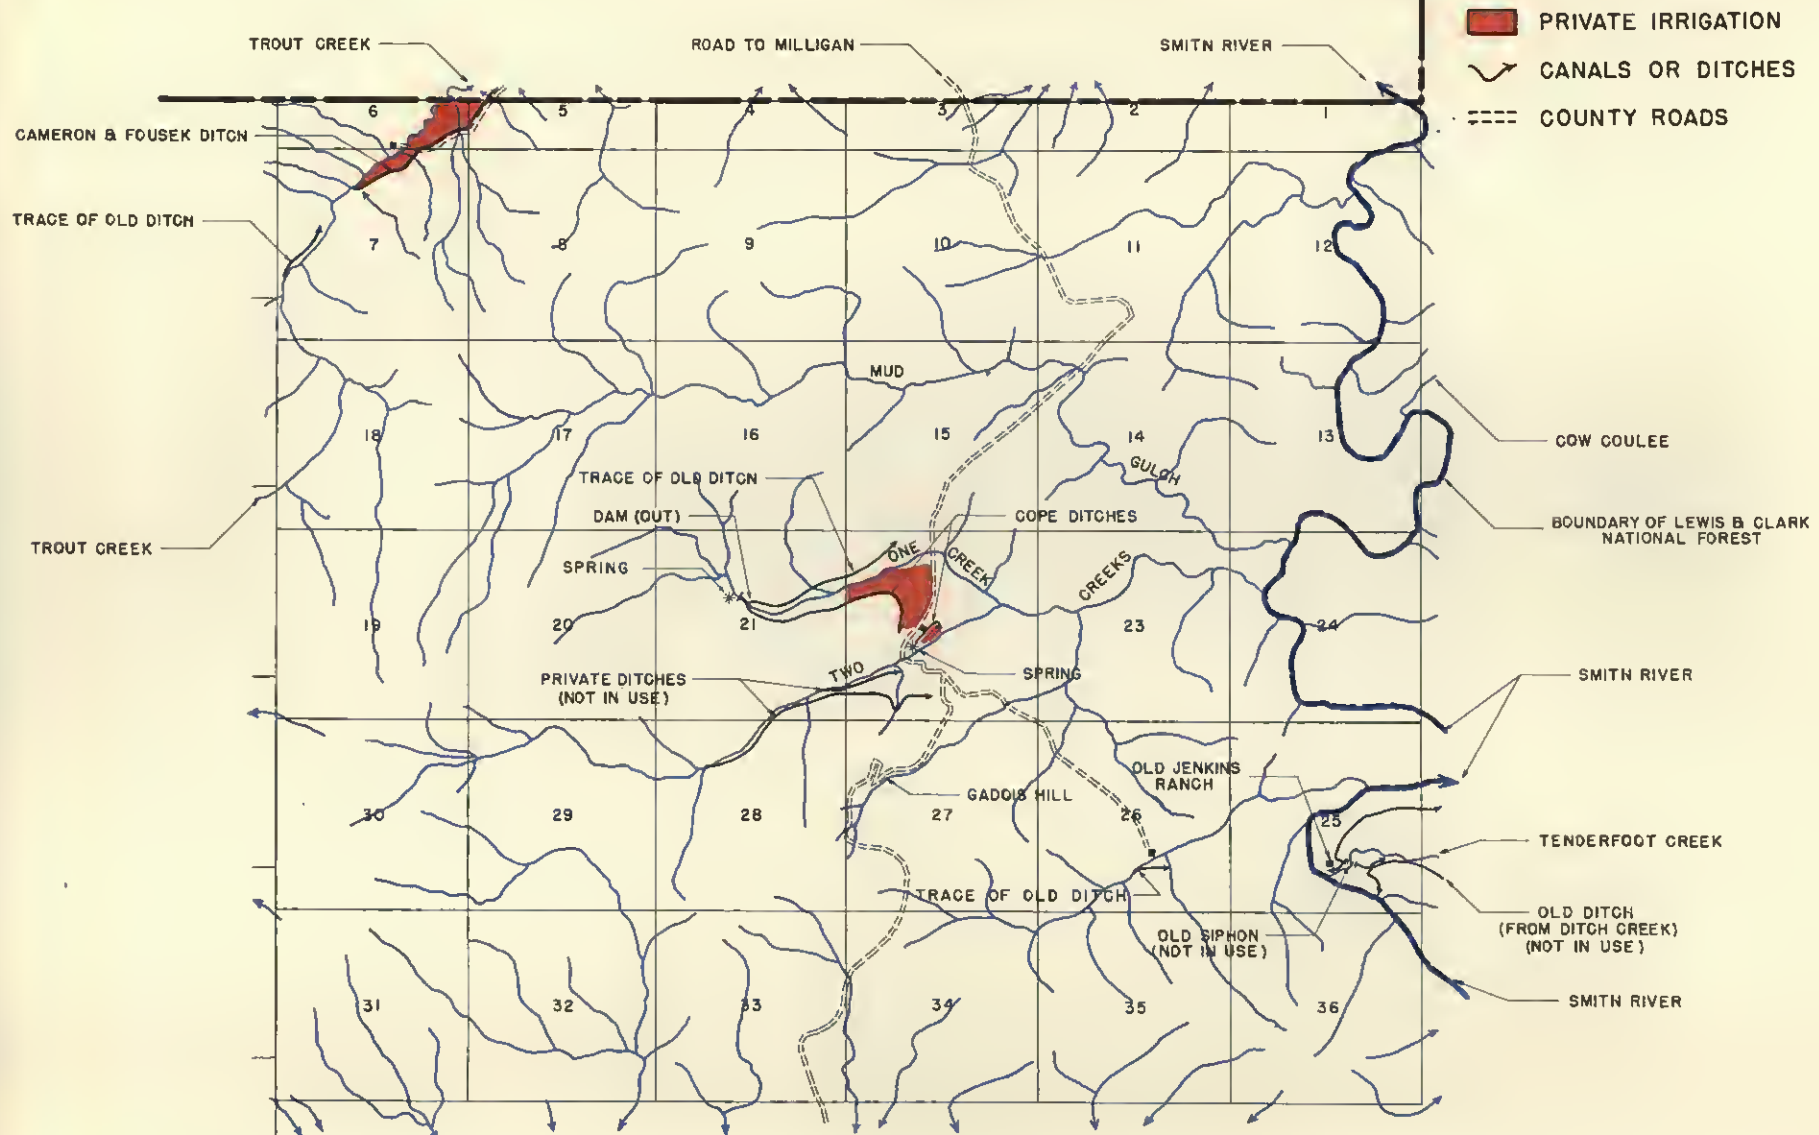 PRIVATE IRRIGATION
CANALS OR DITCHES
COUNTY ROADS
TROUT CREEK
ROAD TO MILLIGAN
SMITN RIVER
6
5
4
3
2
1
CAMERON & FOUSEK DITCH
TRACE OF OLD DITCH
7
8
9
10
11
12
MUD
18
17
16
15
14
13
COW COULEE
GULCH
TRACE OF OLD DITCN
DAM (OUT)
COPE DITCHES
BOUNDARY OF LEWIS & CLARK
NATIONAL FOREST
TROUT CREEK
SPRING
ONE
CREEK
CREEKS
19
20
21
23
24
TWO
SPRING
PRIVATE DITCHES
(NOT IN USE)
SMITH RIVER
OLD JENKINS
RANCH
GADDIS HILL
30
29
28
27
26
25
TENDERFOOT CREEK
TRACE OF OLD DITCH
OLD DITCH
(FROM DITCH CREEK)
(NOT IN USE)
OLD SIPHON
(NOT IN USE)
31
32
33
34
35
36
SMITH RIVER